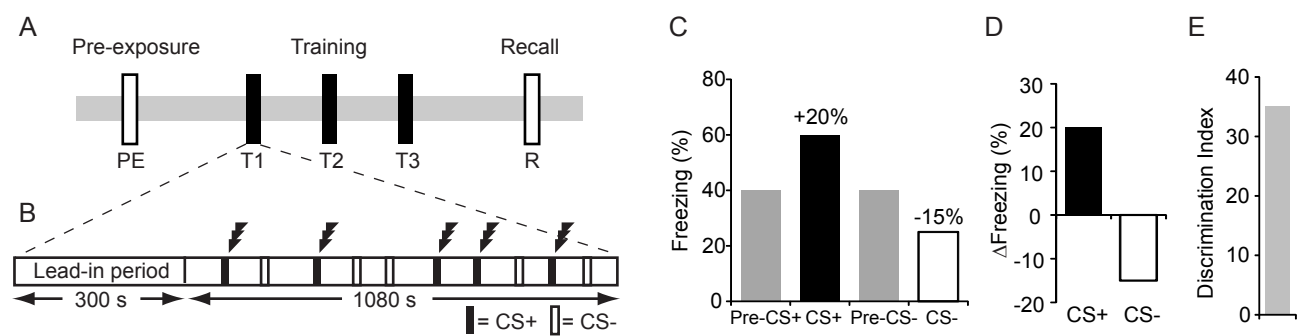 A
Pre-exposure
Training
Recall
PE
T1
T2
T3
R
B
Lead-in period
300 s
1080 s
= CS+
= CS-
C
Freezing (%)
80
60
40
20
0
+20%
-15%
Pre-CS+
CS+
Pre-CS-
CS-
D
ΔFreezing (%)
30
20
10
0
-10
-20
CS+
CS-
E
Discrimination Index
40
30
20
10
0